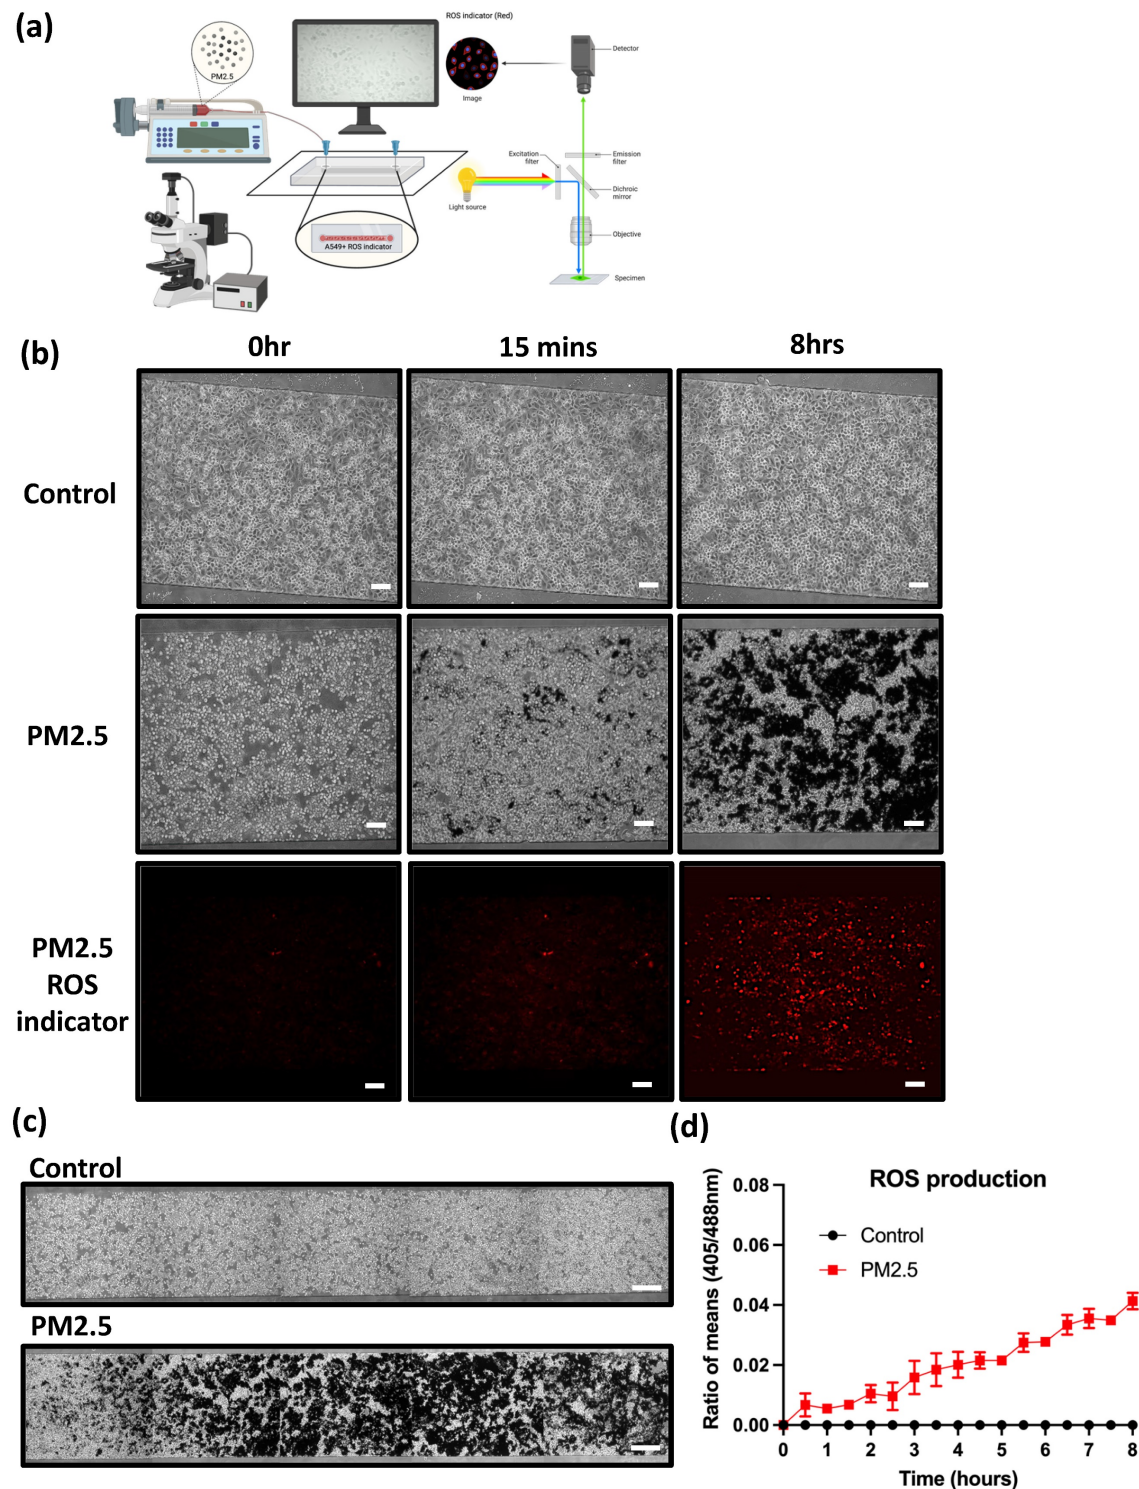 (a)
ROS indicator (Red)
PM2.5
Image
Detector
Excitation
filter
Emission
filter
Dichroic
mirror
Light source
Objective
A549+ ROS indicator
Specimen
(b)
0hr
15 mins
8hrs
Control
PM2.5
PM2.5
ROS
indicator
(c)
Control
PM2.5
(d)
ROS production
Control
PM2.5
Ratio of means (405/488nm)
0.08
0.06
0.04
0.02
0.00
0 1 2 3 4 5 6 7 8
Time (hours)